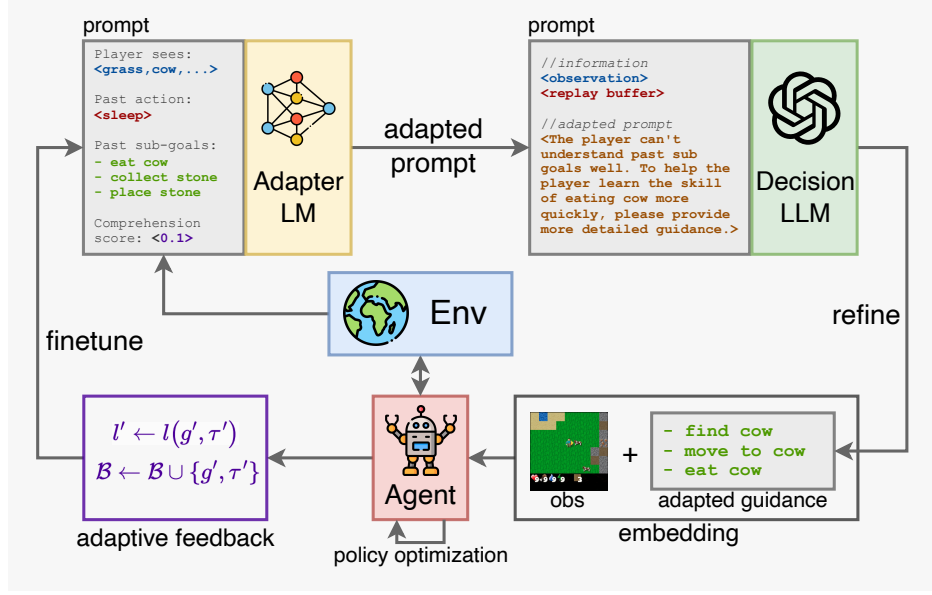 prompt
Player sees:
<grass,cow,...>
Past action:
<sleep>
Past sub-goals:
- eat cow
- collect stone
- place stone
Comprehension
score: <0.1>
Adapter
LM
adapted
prompt
prompt
//information
<observation>
<replay buffer>
//adapted prompt
<The player can't
understand past sub
goals well. To help the
player learn the skill
of eating cow more
quickly, please provide
more detailed guidance.>
Decision
LLM
Env
finetune
refine
l′ ← l(g′, τ′)
ℬ ← ℬ ∪ {g′, τ′}
adaptive feedback
Agent
policy optimization
obs
+
- find cow
- move to cow
- eat cow
adapted guidance
embedding